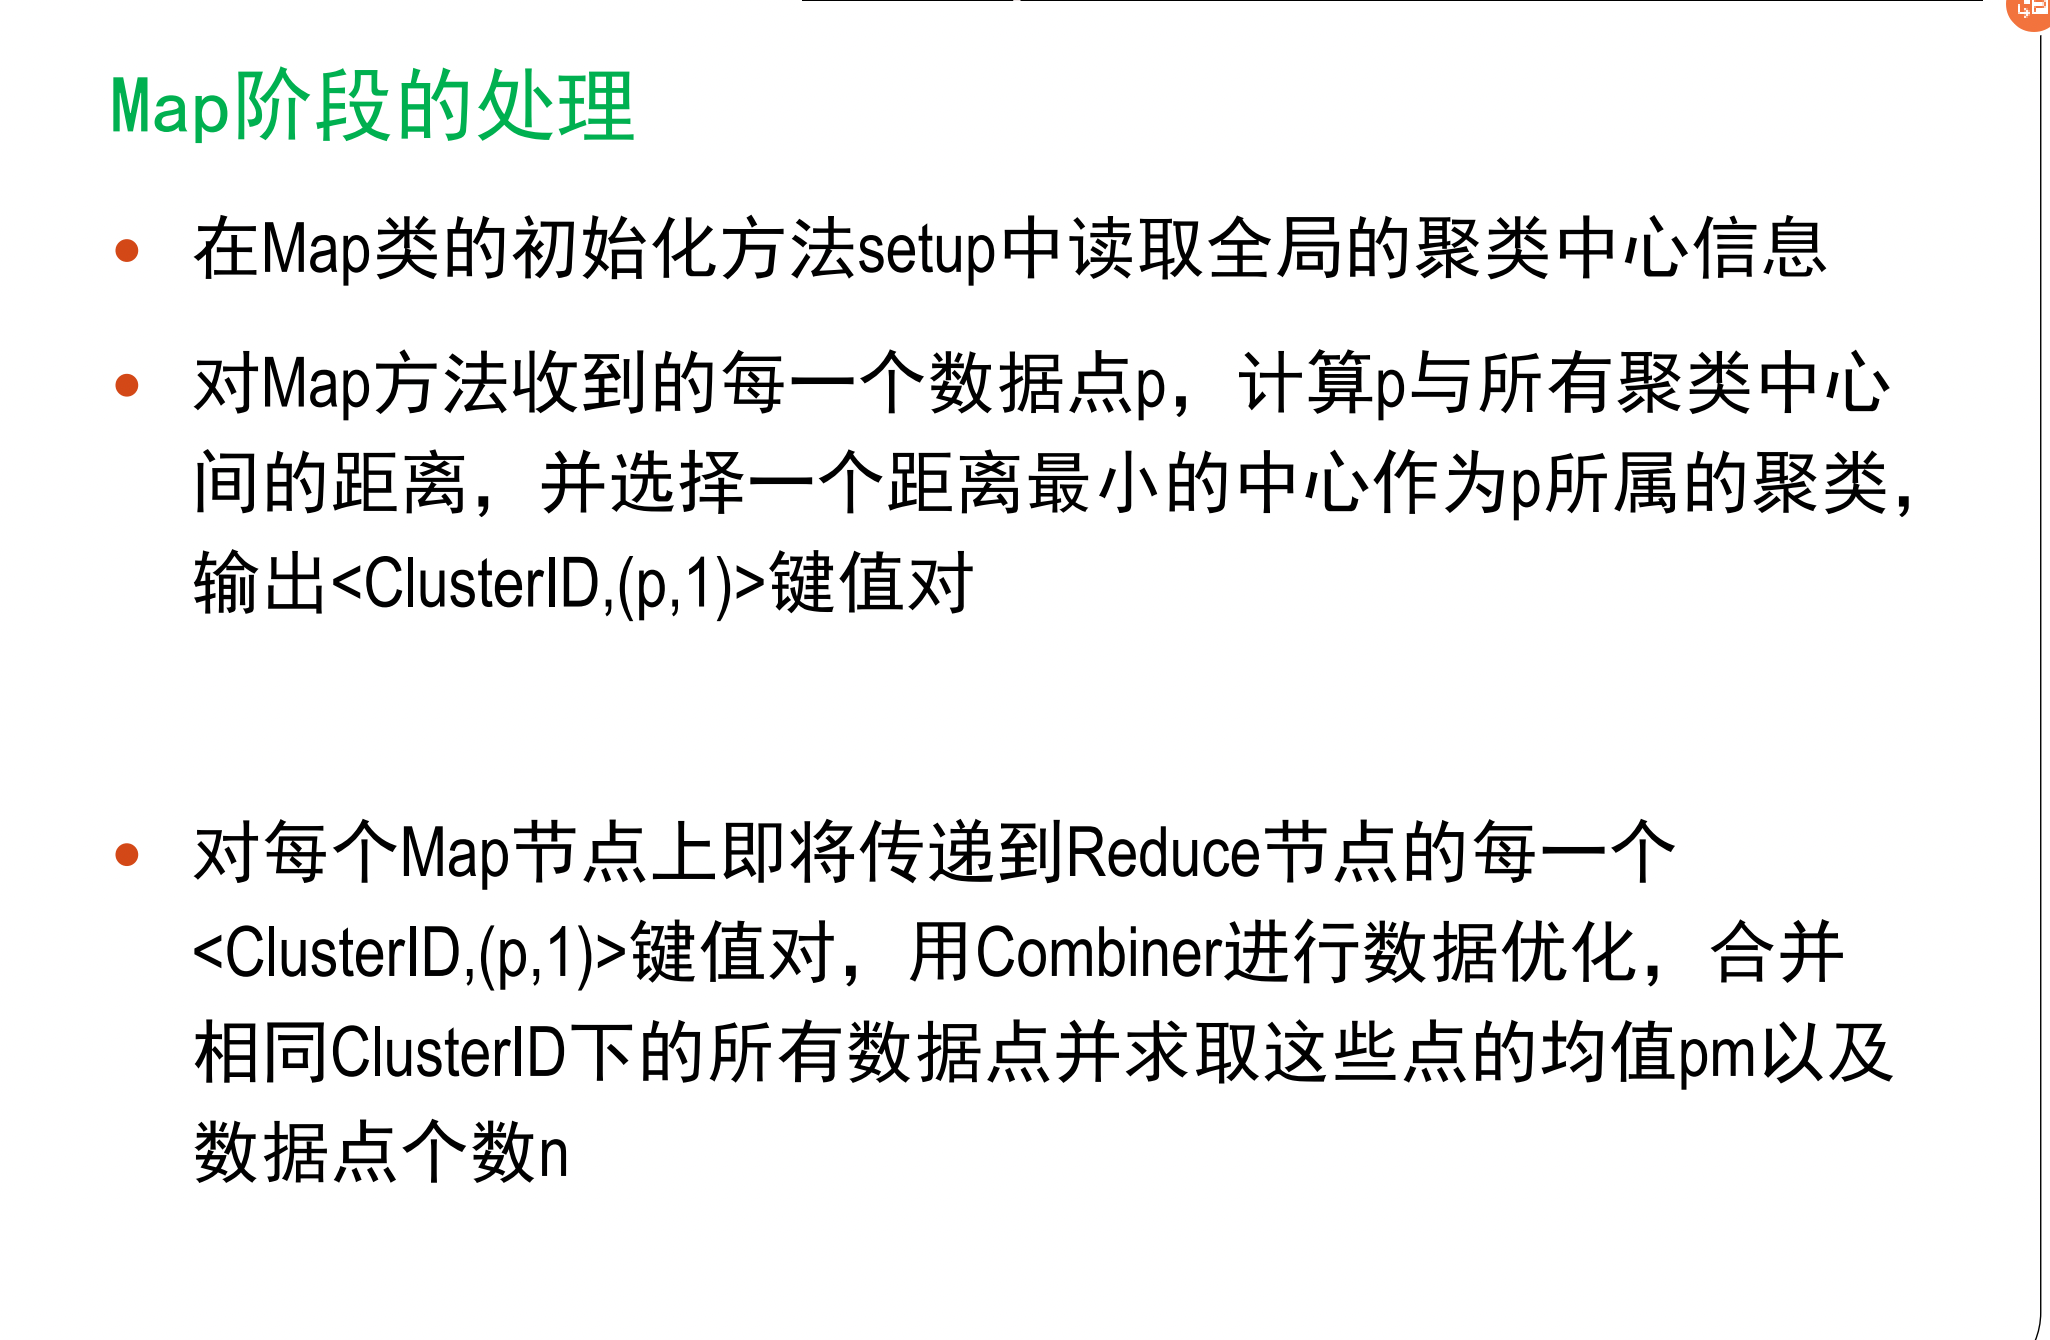 Map阶段的处理
在Map类的初始化方法setup中读取全局的聚类中心信息
对Map方法收到的每一个数据点p，计算p与所有聚类中心
间的距离，并选择一个距离最小的中心作为p所属的聚类，
输出<ClusterID,(p,1)>键值对
对每个Map节点上即将传递到Reduce节点的每一个
<ClusterID,(p,1)>键值对，用Combiner进行数据优化，合并
相同ClusterID下的所有数据点并求取这些点的均值pm以及
数据点个数n